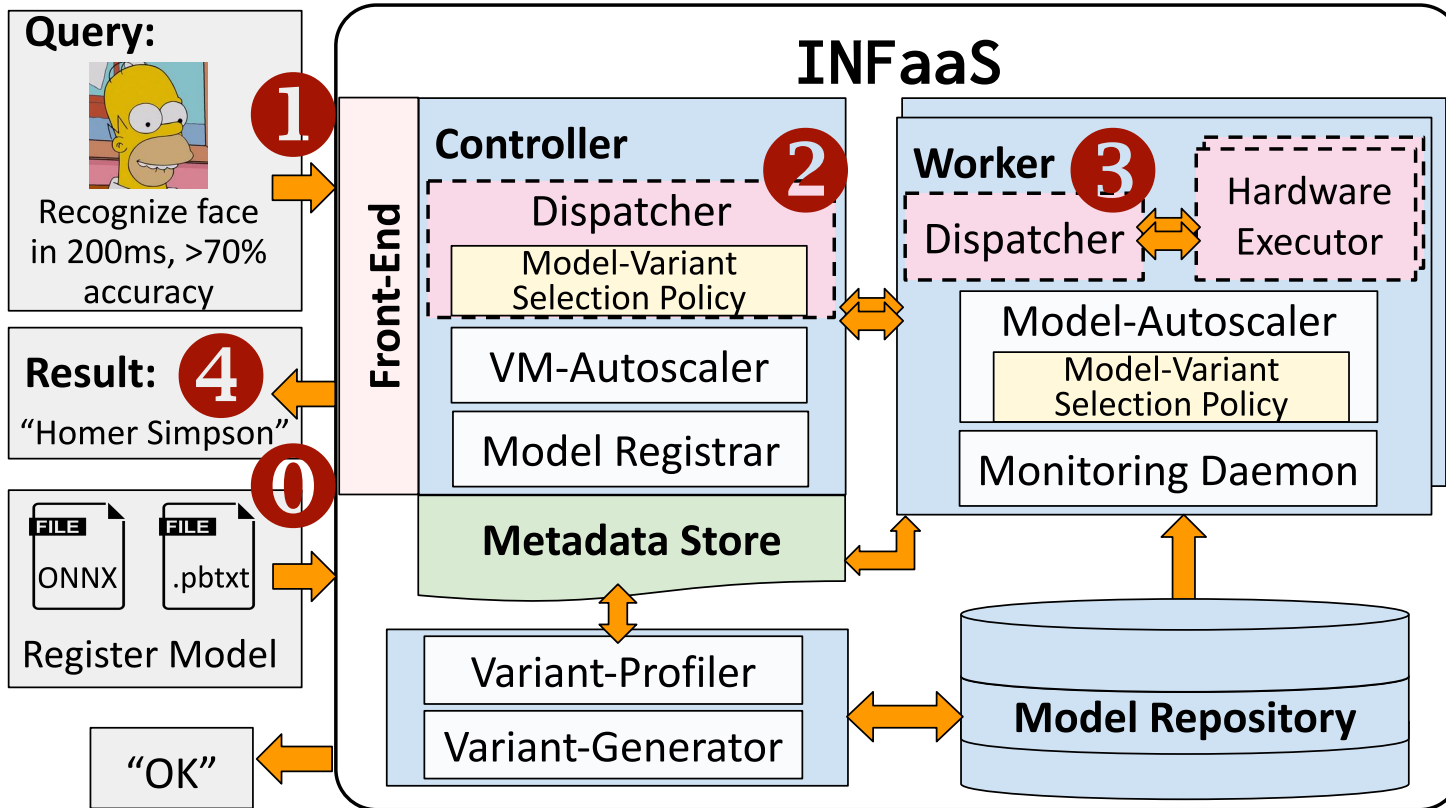 INFaaS
Query:
1
Recognize face
in 200ms, >70%
accuracy
Result:
4
“Homer Simpson”
0
FILE
ONNX
FILE
.pbtxt
Register Model
“OK”
Front-End
Controller
2
Dispatcher
Model-Variant
Selection Policy
VM-Autoscaler
Model Registrar
Metadata Store
Variant-Profiler
Variant-Generator
Worker
3
Dispatcher
Hardware
Executor
Model-Autoscaler
Model-Variant
Selection Policy
Monitoring Daemon
Model Repository